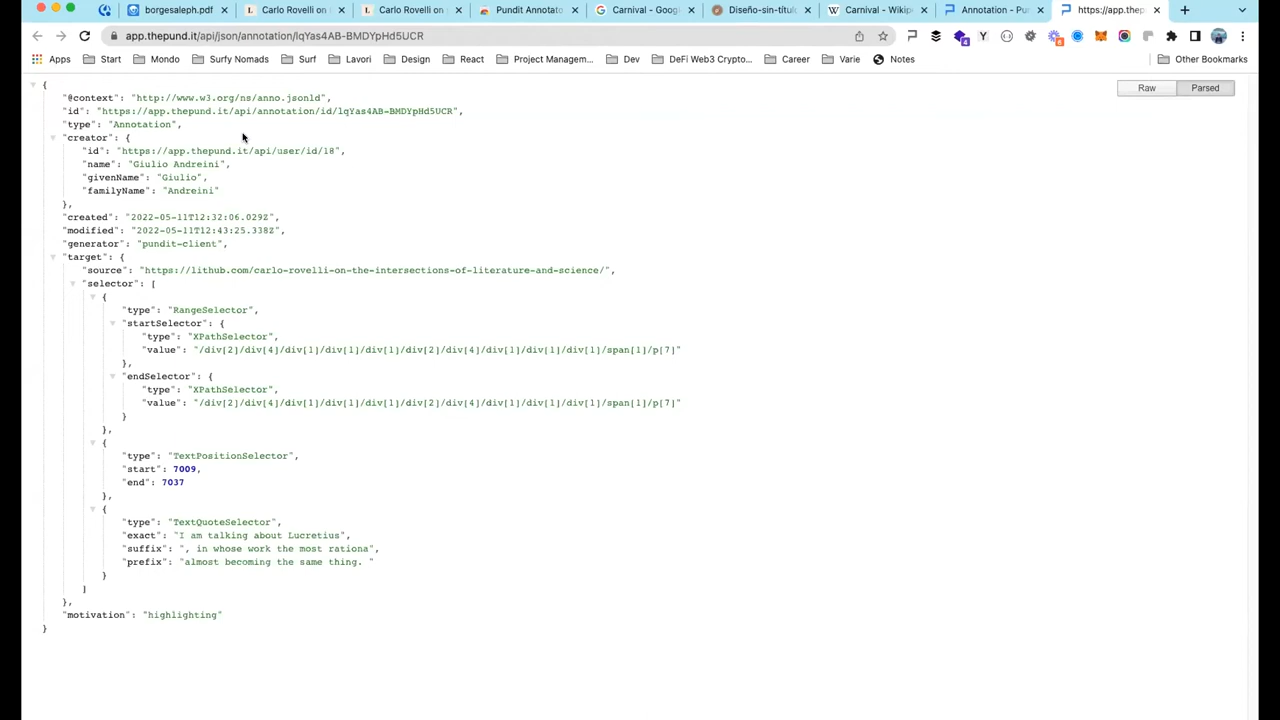 borgesaleph.pdf
Carlo Rovelli on
Carlo Rovelli on
Pundit Annotato
Carnival - Goog
Diseño-sin-títul
Carnival - Wikip
Annotation - Pun
https://app.thep
app.thepund.it/api/json/annotation/lqYas4AB-BMDYpHd5UCR
Apps
Start
Mondo
Surfy Nomads
Surf
Lavori
Design
React
Project Managem...
Dev
DeFi Web3 Crypto...
Career
Varie
Notes
Other Bookmarks
Raw
Parsed
{
"@context": "http://www.w3.org/ns/anno.jsonld",
"id": "https://app.thepund.it/api/annotation/id/lqYas4AB-BMDYpHd5UCR",
"type": "Annotation",
"creator": {
"id": "https://app.thepund.it/api/user/id/18",
"name": "Giulio Andreini",
"givenName": "Giulio",
"familyName": "Andreini"
},
"created": "2022-05-11T12:32:06.029Z",
"modified": "2022-05-11T12:43:25.338Z",
"generator": "pundit-client",
"target": {
"source": "https://lithub.com/carlo-rovelli-on-the-intersections-of-literature-and-science/",
"selector": [
{
"type": "RangeSelector",
"startSelector": {
"type": "XPathSelector",
"value": "/div[2]/div[4]/div[1]/div[1]/div[1]/div[2]/div[4]/div[1]/div[1]/div[1]/span[1]/p[7]"
},
"endSelector": {
"type": "XPathSelector",
"value": "/div[2]/div[4]/div[1]/div[1]/div[1]/div[2]/div[4]/div[1]/div[1]/div[1]/span[1]/p[7]"
}
},
{
"type": "TextPositionSelector",
"start": 7009,
"end": 7037
},
{
"type": "TextQuoteSelector",
"exact": "I am talking about Lucretius",
"suffix": ", in whose work the most rationa",
"prefix": "almost becoming the same thing. "
}
]
},
"motivation": "highlighting"
}